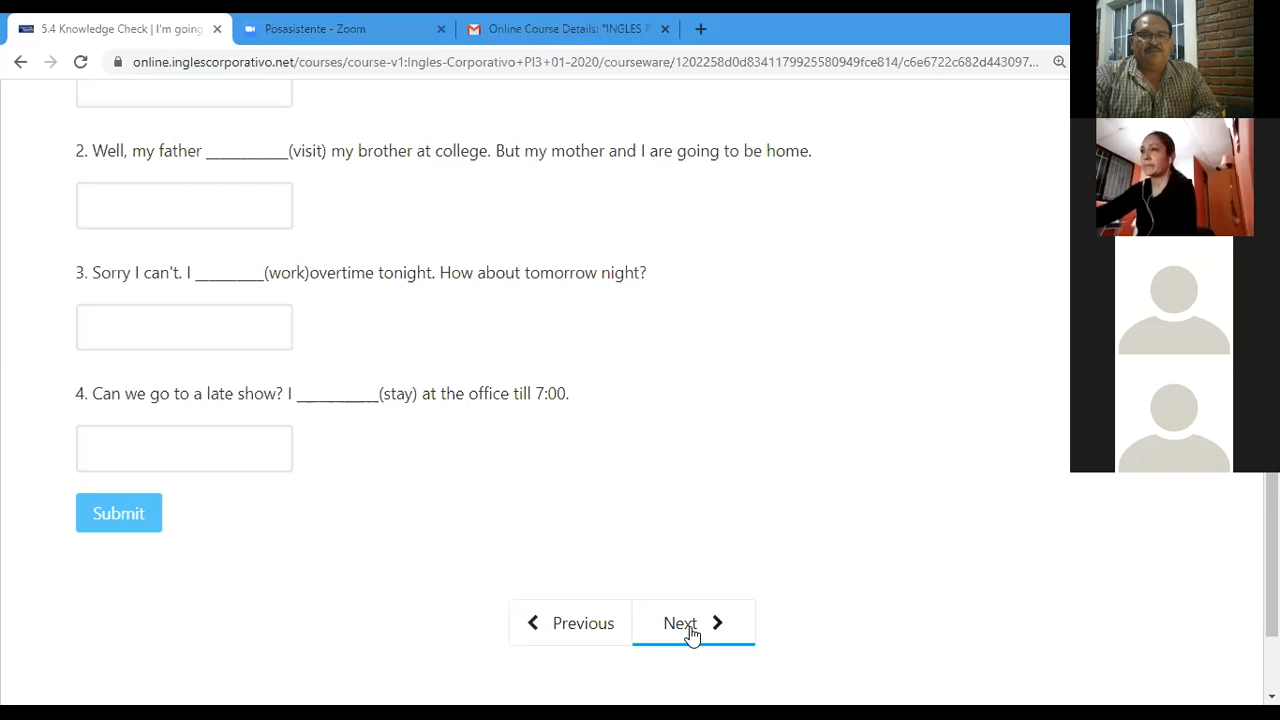 5.4 Knowledge Check | I'm going
Posasistente - Zoom
Online Course Details: "INGLES P
online.inglescorporativo.net/courses/course-v1:Ingles-Corporativo+PI3+01-2020/courseware/1202258d0d8341179925580949fce814/c6e6722c682d443097...
2. Well, my father __________(visit) my brother at college. But my mother and I are going to be home.
3. Sorry I can't. I ________(work)overtime tonight. How about tomorrow night?
4. Can we go to a late show? I __________(stay) at the office till 7:00.
Submit
Previous
Next